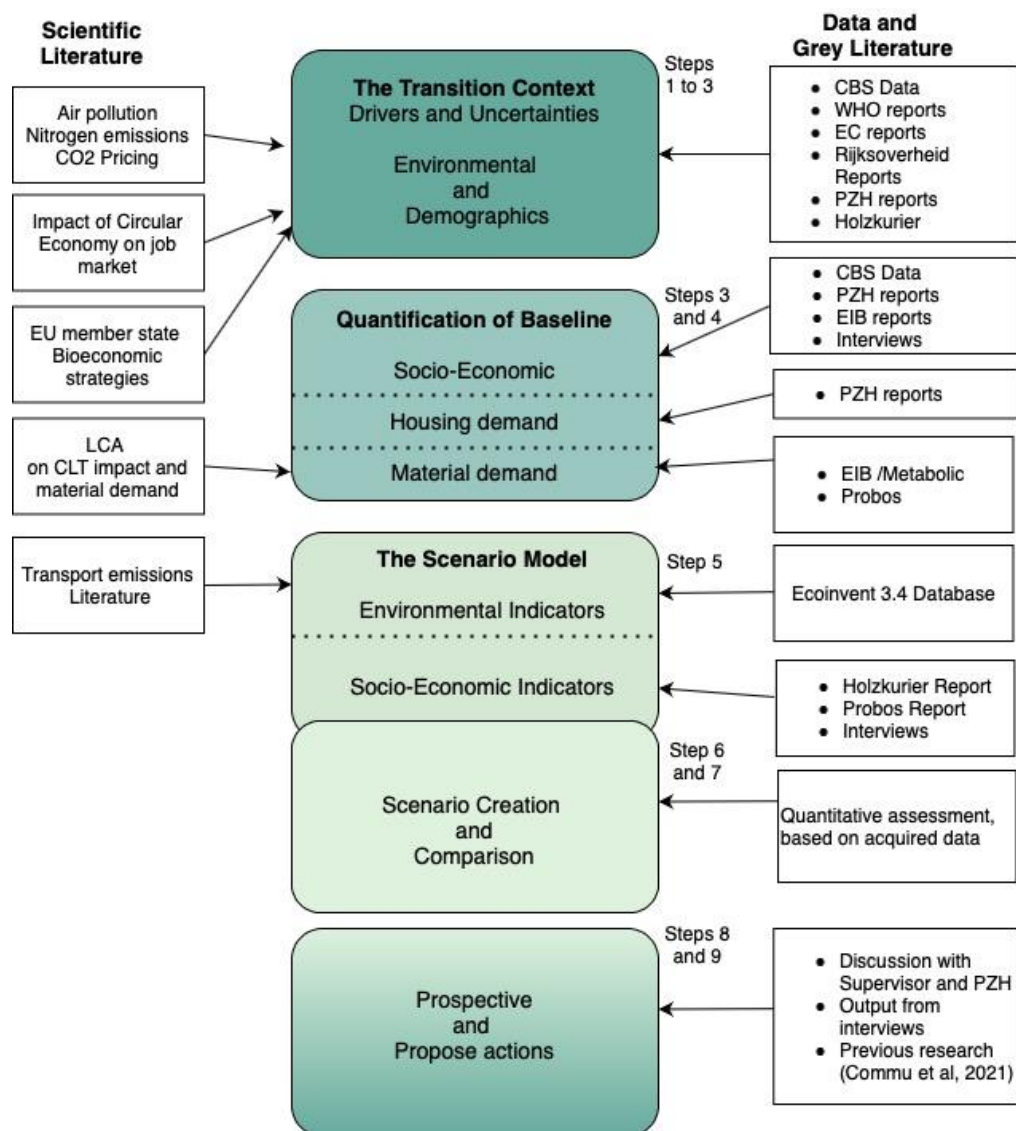 Scientific
Literature
Data and
Grey Literature
Air pollution
Nitrogen emissions
CO2 Pricing
Impact of Circular
Economy on job
market
EU member state
Bioeconomic
strategies
LCA
on CLT impact and
material demand
Transport emissions
Literature
The Transition Context
Drivers and Uncertainties
Environmental
and
Demographics
Steps
1 to 3
Quantification of Baseline
Socio-Economic
Housing demand
Material demand
Steps 3
and 4
The Scenario Model
Environmental Indicators
Socio-Economic Indicators
Step 5
Scenario Creation
and
Comparison
Step 6
and 7
Prospective
and
Propose actions
Steps 8
and 9
● CBS Data
● WHO reports
● EC reports
● Rijksoverheid
Reports
● PZH reports
● Holzkurier
● CBS Data
● PZH reports
● EIB reports
● Interviews
● PZH reports
● EIB /Metabolic
● Probos
Ecoinvent 3.4 Database
● Holzkurier Report
● Probos Report
● Interviews
Quantitative assessment,
based on acquired data
● Discussion with
Supervisor and PZH
● Output from
interviews
● Previous research
(Commu et al, 2021)